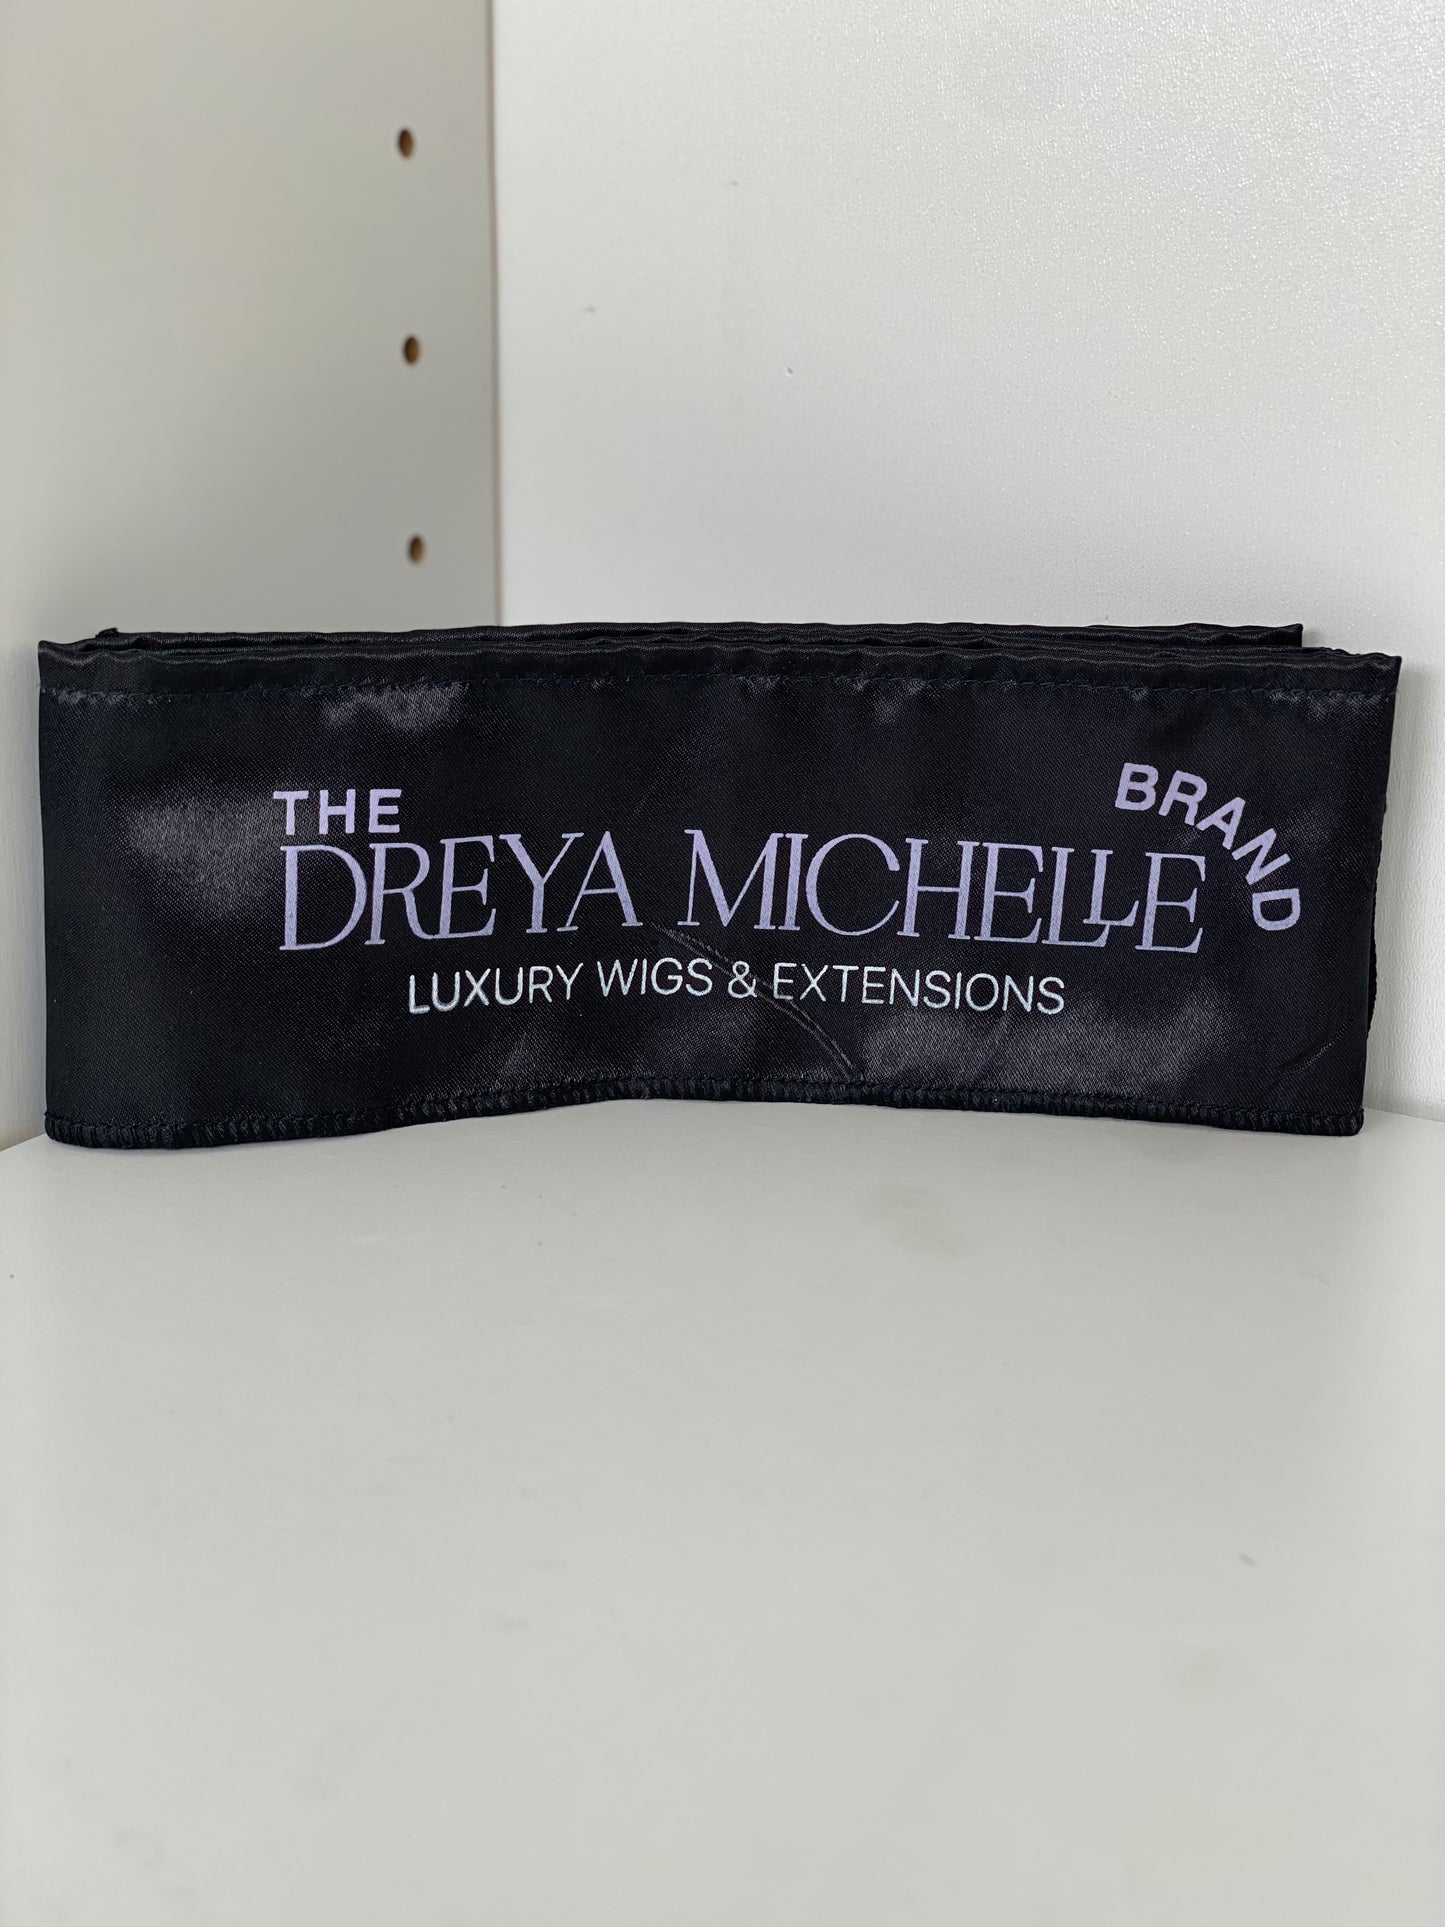 THE
DREYA MICHELLE
BRAND
LUXURY WIGS & EXTENSIONS